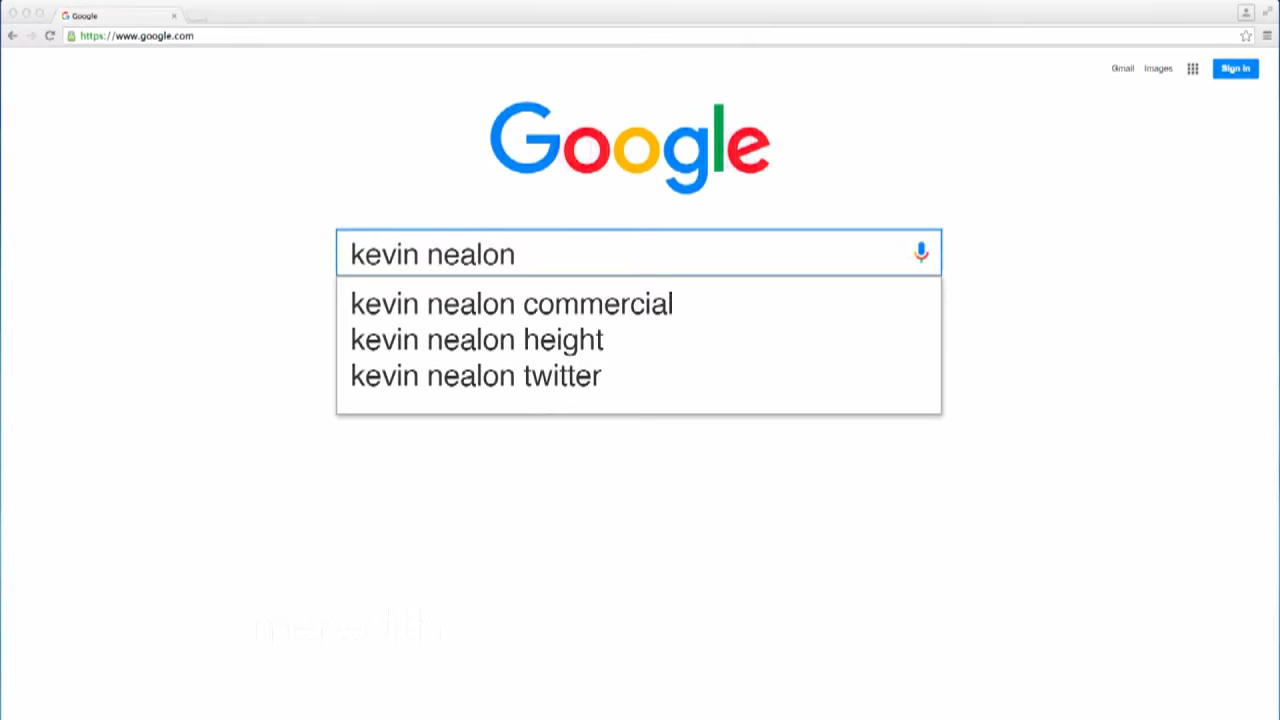 Google
https://www.google.com
Gmail Images Sign in
Google
kevin nealon
kevin nealon commercial
kevin nealon height
kevin nealon twitter
meredith